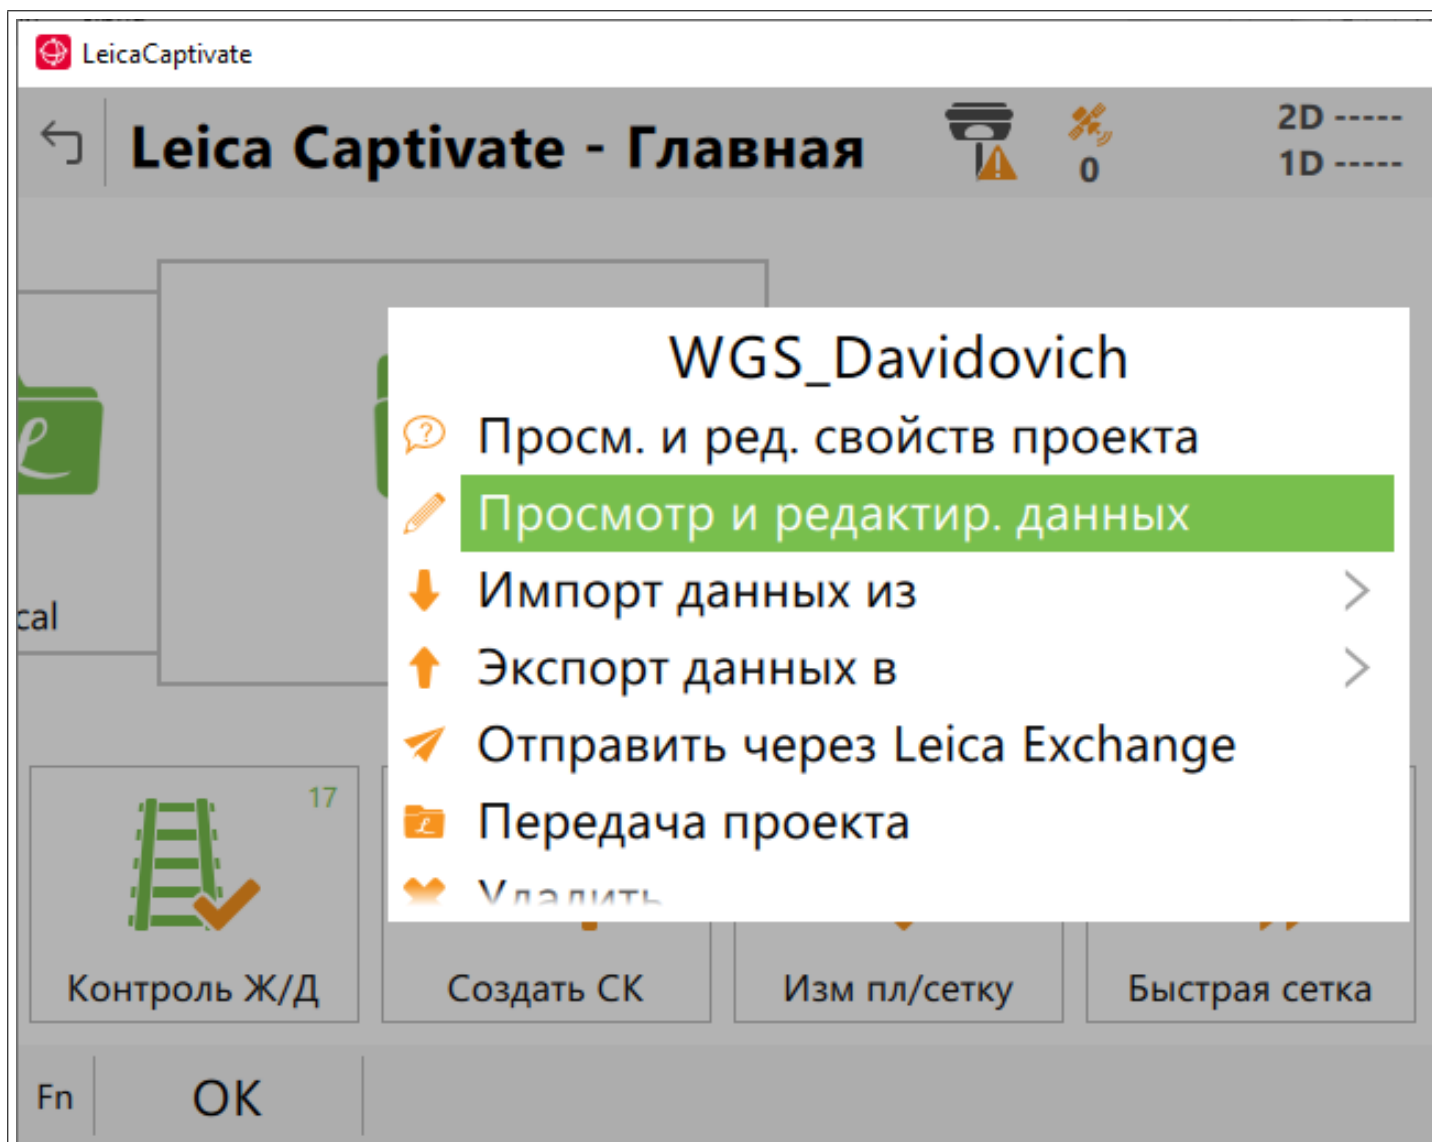 LeicaCaptivate
Leica Captivate - Главная
0
2D -----
1D -----
WGS_Davidovich
Просм. и ред. свойств проекта
Просмотр и редактир. данных
Импорт данных из
Экспорт данных в
Отправить через Leica Exchange
Передача проекта
Удалить
cal
17
Контроль Ж/Д
Создать СК
Изм пл/сетку
Быстрая сетка
Fn
OK